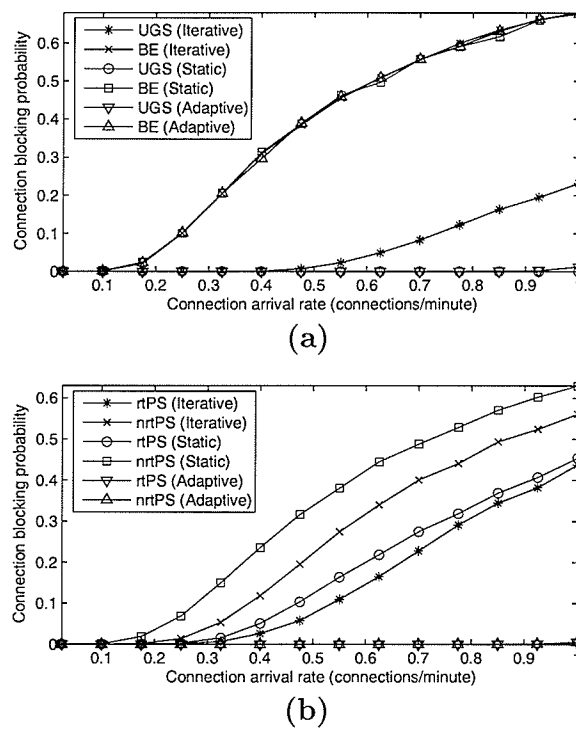 Connection blocking probability
0.6
0.5
0.4
0.3
0.2
0.1
0
UGS (Iterative)
BE (Iterative)
UGS (Static)
BE (Static)
UGS (Adaptive)
BE (Adaptive)
0.1 0.2 0.3 0.4 0.5 0.6 0.7 0.8 0.9 1
Connection arrival rate (connections/minute)
(a)
Connection blocking probability
0.6
0.5
0.4
0.3
0.2
0.1
0
rtPS (Iterative)
nrtPS (Iterative)
rtPS (Static)
nrtPS (Static)
rtPS (Adaptive)
nrtPS (Adaptive)
0.1 0.2 0.3 0.4 0.5 0.6 0.7 0.8 0.9
Connection arrival rate (connections/minute)
(b)